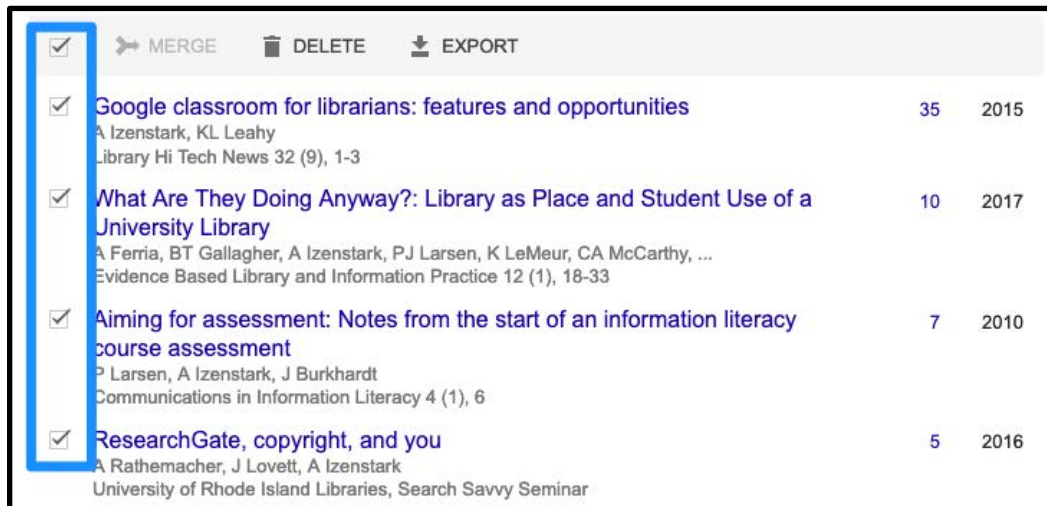 MERGE DELETE EXPORT
Google classroom for librarians: features and opportunities 35 2015
A Izenstark, KL Leahy
Library Hi Tech News 32 (9), 1-3
What Are They Doing Anyway?: Library as Place and Student Use of a 10 2017
University Library
A Ferria, BT Gallagher, A Izenstark, PJ Larsen, K LeMeur, CA McCarthy, ...
Evidence Based Library and Information Practice 12 (1), 18-33
Aiming for assessment: Notes from the start of an information literacy 7 2010
course assessment
P Larsen, A Izenstark, J Burkhardt
Communications in Information Literacy 4 (1), 6
ResearchGate, copyright, and you 5 2016
A Rathemacher, J Lovett, A Izenstark
University of Rhode Island Libraries, Search Savvy Seminar